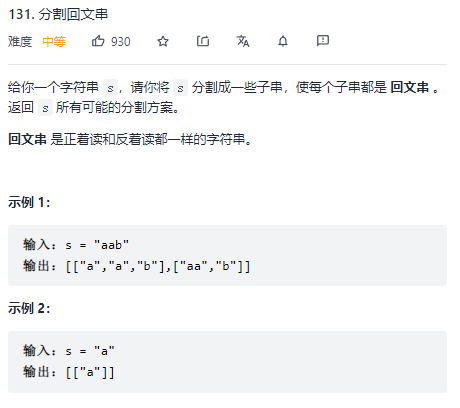 131. 分割回文串
难度 中等 930
给你一个字符串 s，请你将 s 分割成一些子串，使每个子串都是 回文串 。
返回 s 所有可能的分割方案。
回文串 是正着读和反着读都一样的字符串。
示例 1：
输入：s = "aab"
输出：[["a","a","b"],["aa","b"]]
示例 2：
输入：s = "a"
输出：[["a"]]